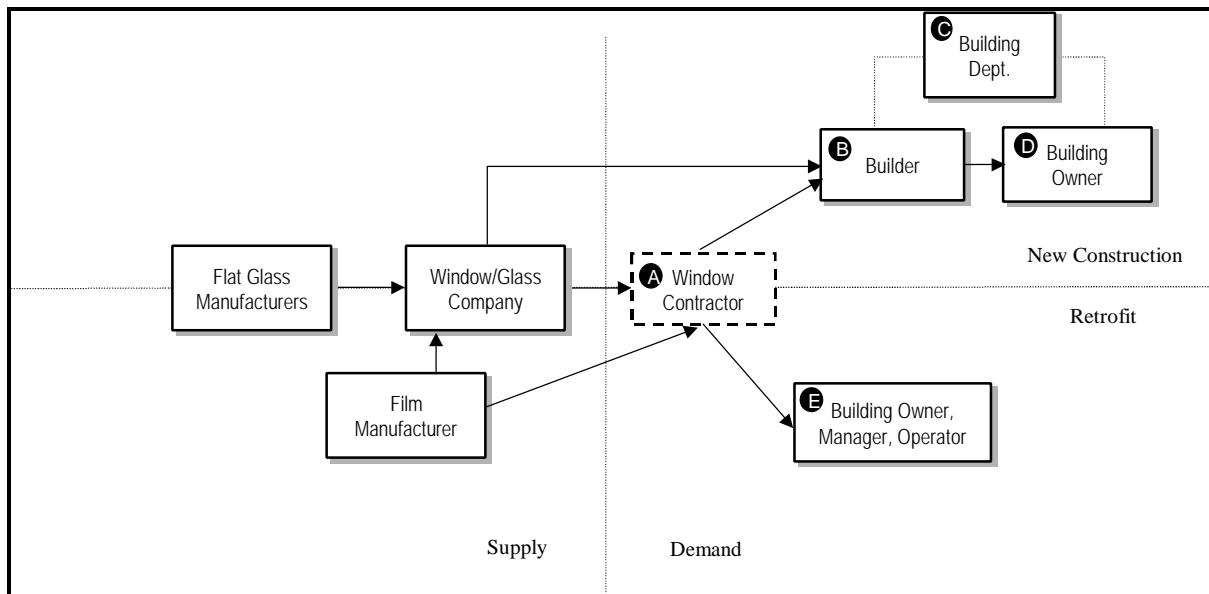 C
Building
Dept.
B
Builder
D
Building
Owner
New Construction
Flat Glass
Manufacturers
Window/Glass
Company
A
Window
Contractor
Retrofit
Film
Manufacturer
E
Building Owner,
Manager, Operator
Supply
Demand